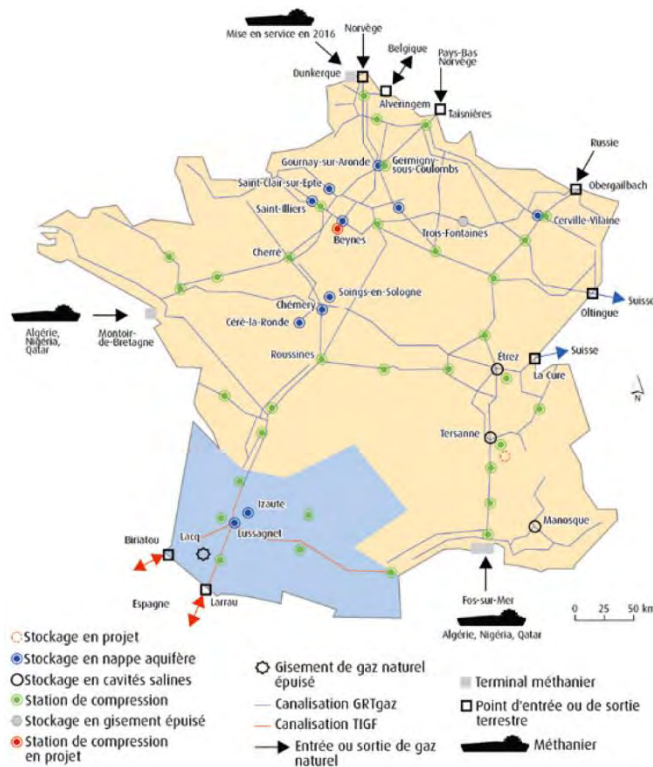 Mise en service en 2016
Norvège
Belgique
Pays-Bas
Norvège
Dunkerque
Alveringem
Taisnières
Russie
Gournay-sur-Aronde
Germigny-
sous-Coulombs
Obergailbach
Saint-Clair-sur-Epte
Saint-Illiers
Trois-Fontaines
Cerville-Vilaine
Beynes
Cherré
Soings-en-Sologne
Suisse
Chémery
Oltingue
Céré-la-Ronde
Algérie,
Nigéria,
Qatar
Montoir-
de-Bretagne
Roussines
Étrez
Suisse
La Cure
N
Tersanne
Izaute
Manosque
Lacq
Lussagnet
Biriatou
Espagne
Larrau
Fos-sur-Mer
Algérie, Nigéria, Qatar
0 25 50 km
Stockage en projet
Stockage en nappe aquifère
Stockage en cavités salines
Station de compression
Stockage en gisement épuisé
Station de compression
en projet
Gisement de gaz naturel
épuisé
Canalisation GRTgaz
Canalisation TIGF
Entrée ou sortie de gaz
naturel
Terminal méthanier
Point d'entrée ou de sortie
terrestre
Méthanier